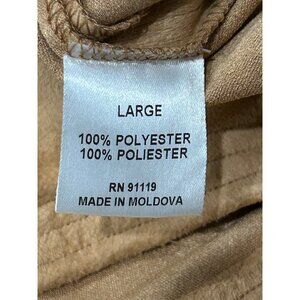 LARGE
100% POLYESTER
100% POLIESTER
RN 91119
MADE IN MOLDOVA